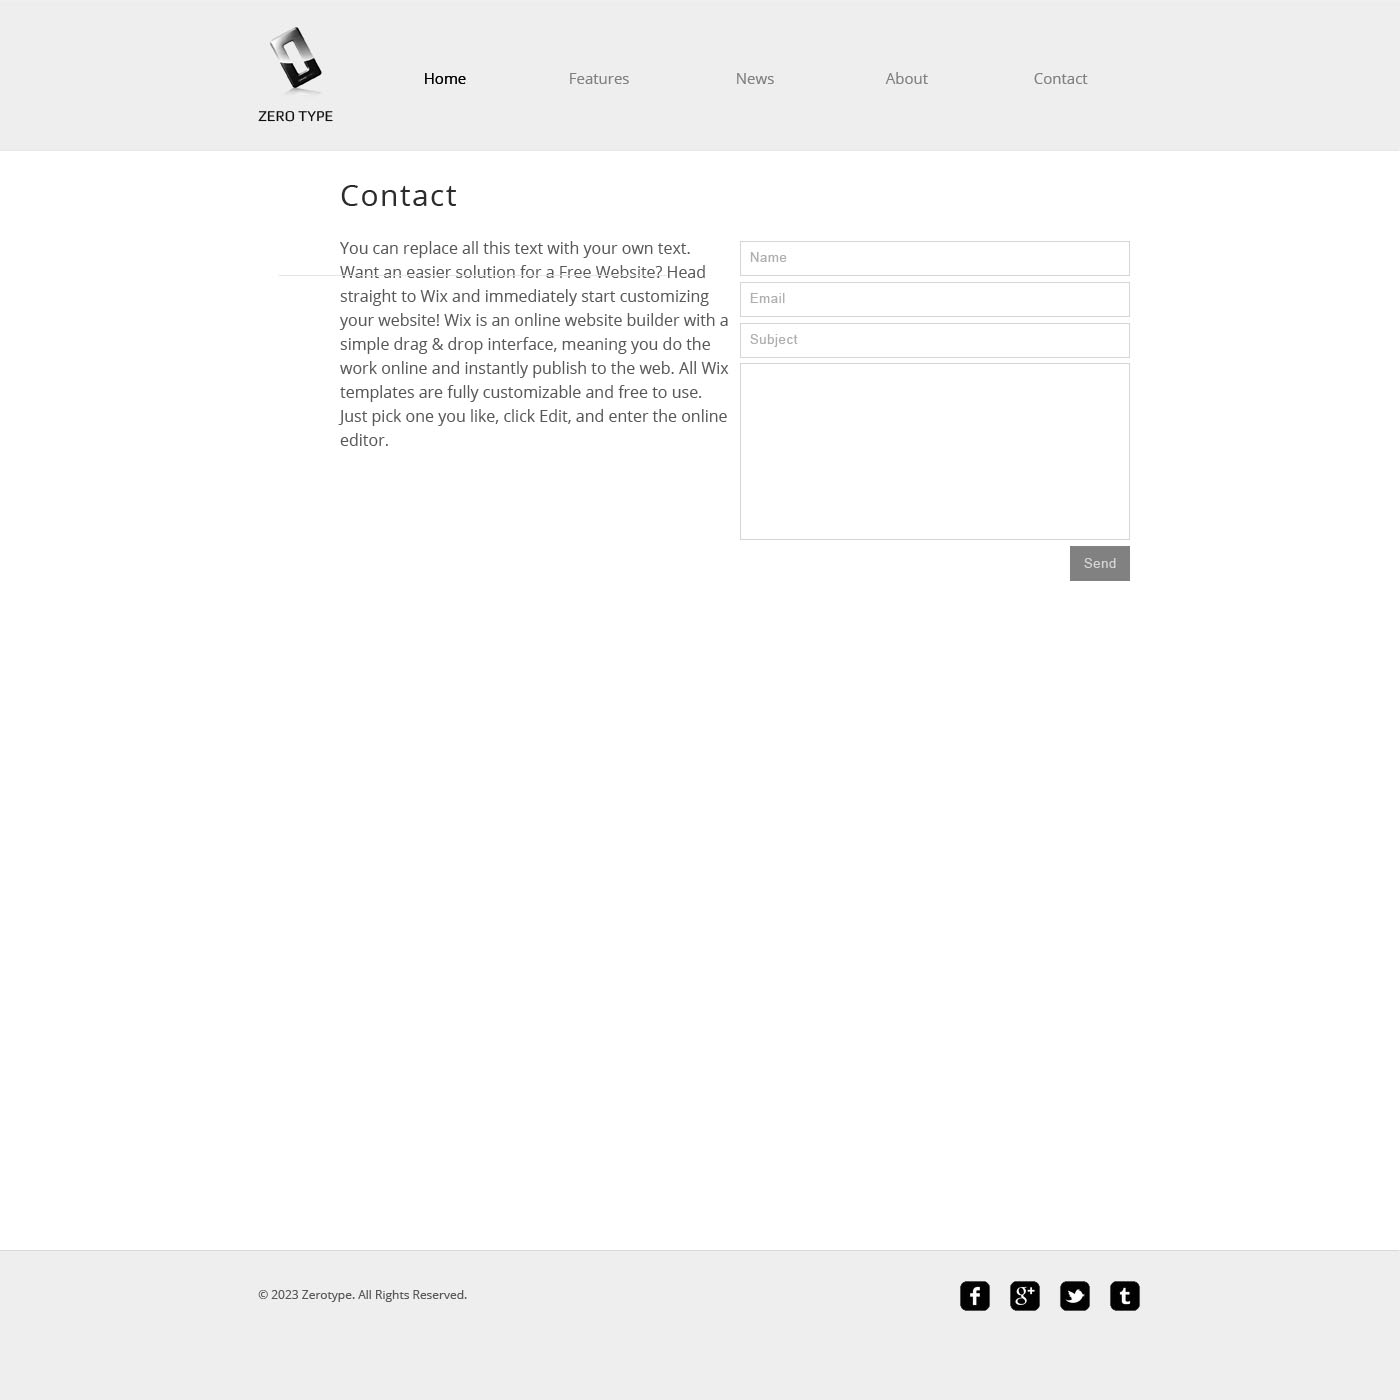 ZERO TYPE
Home
Features
News
About
Contact
Contact
You can replace all this text with your own text.
Want an easier solution for a Free Website? Head
straight to Wix and immediately start customizing
your website! Wix is an online website builder with a
simple drag & drop interface, meaning you do the
work online and instantly publish to the web. All Wix
templates are fully customizable and free to use.
Just pick one you like, click Edit, and enter the online
editor.
Name
Email
Subject
Send
© 2023 Zerotype. All Rights Reserved.